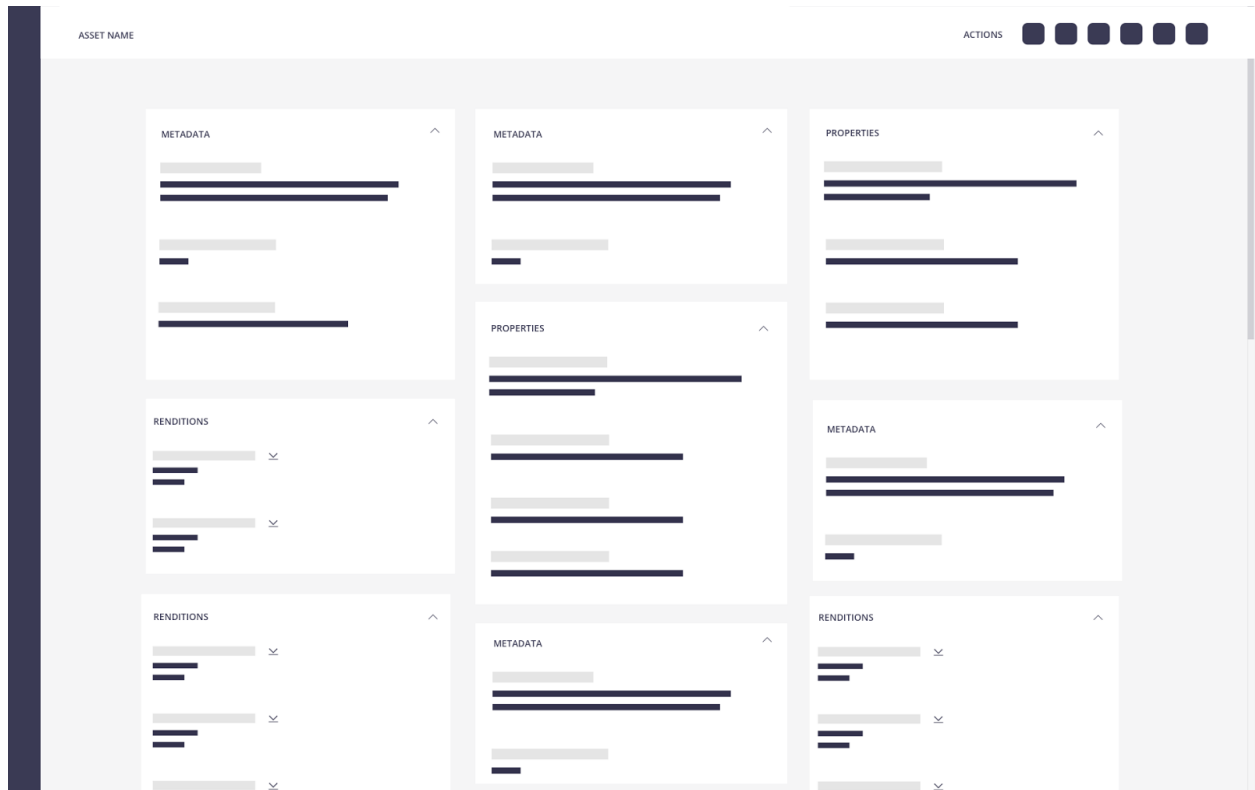 ASSET NAME
ACTIONS
METADATA
METADATA
PROPERTIES
PROPERTIES
RENDITIONS
METADATA
RENDITIONS
METADATA
RENDITIONS